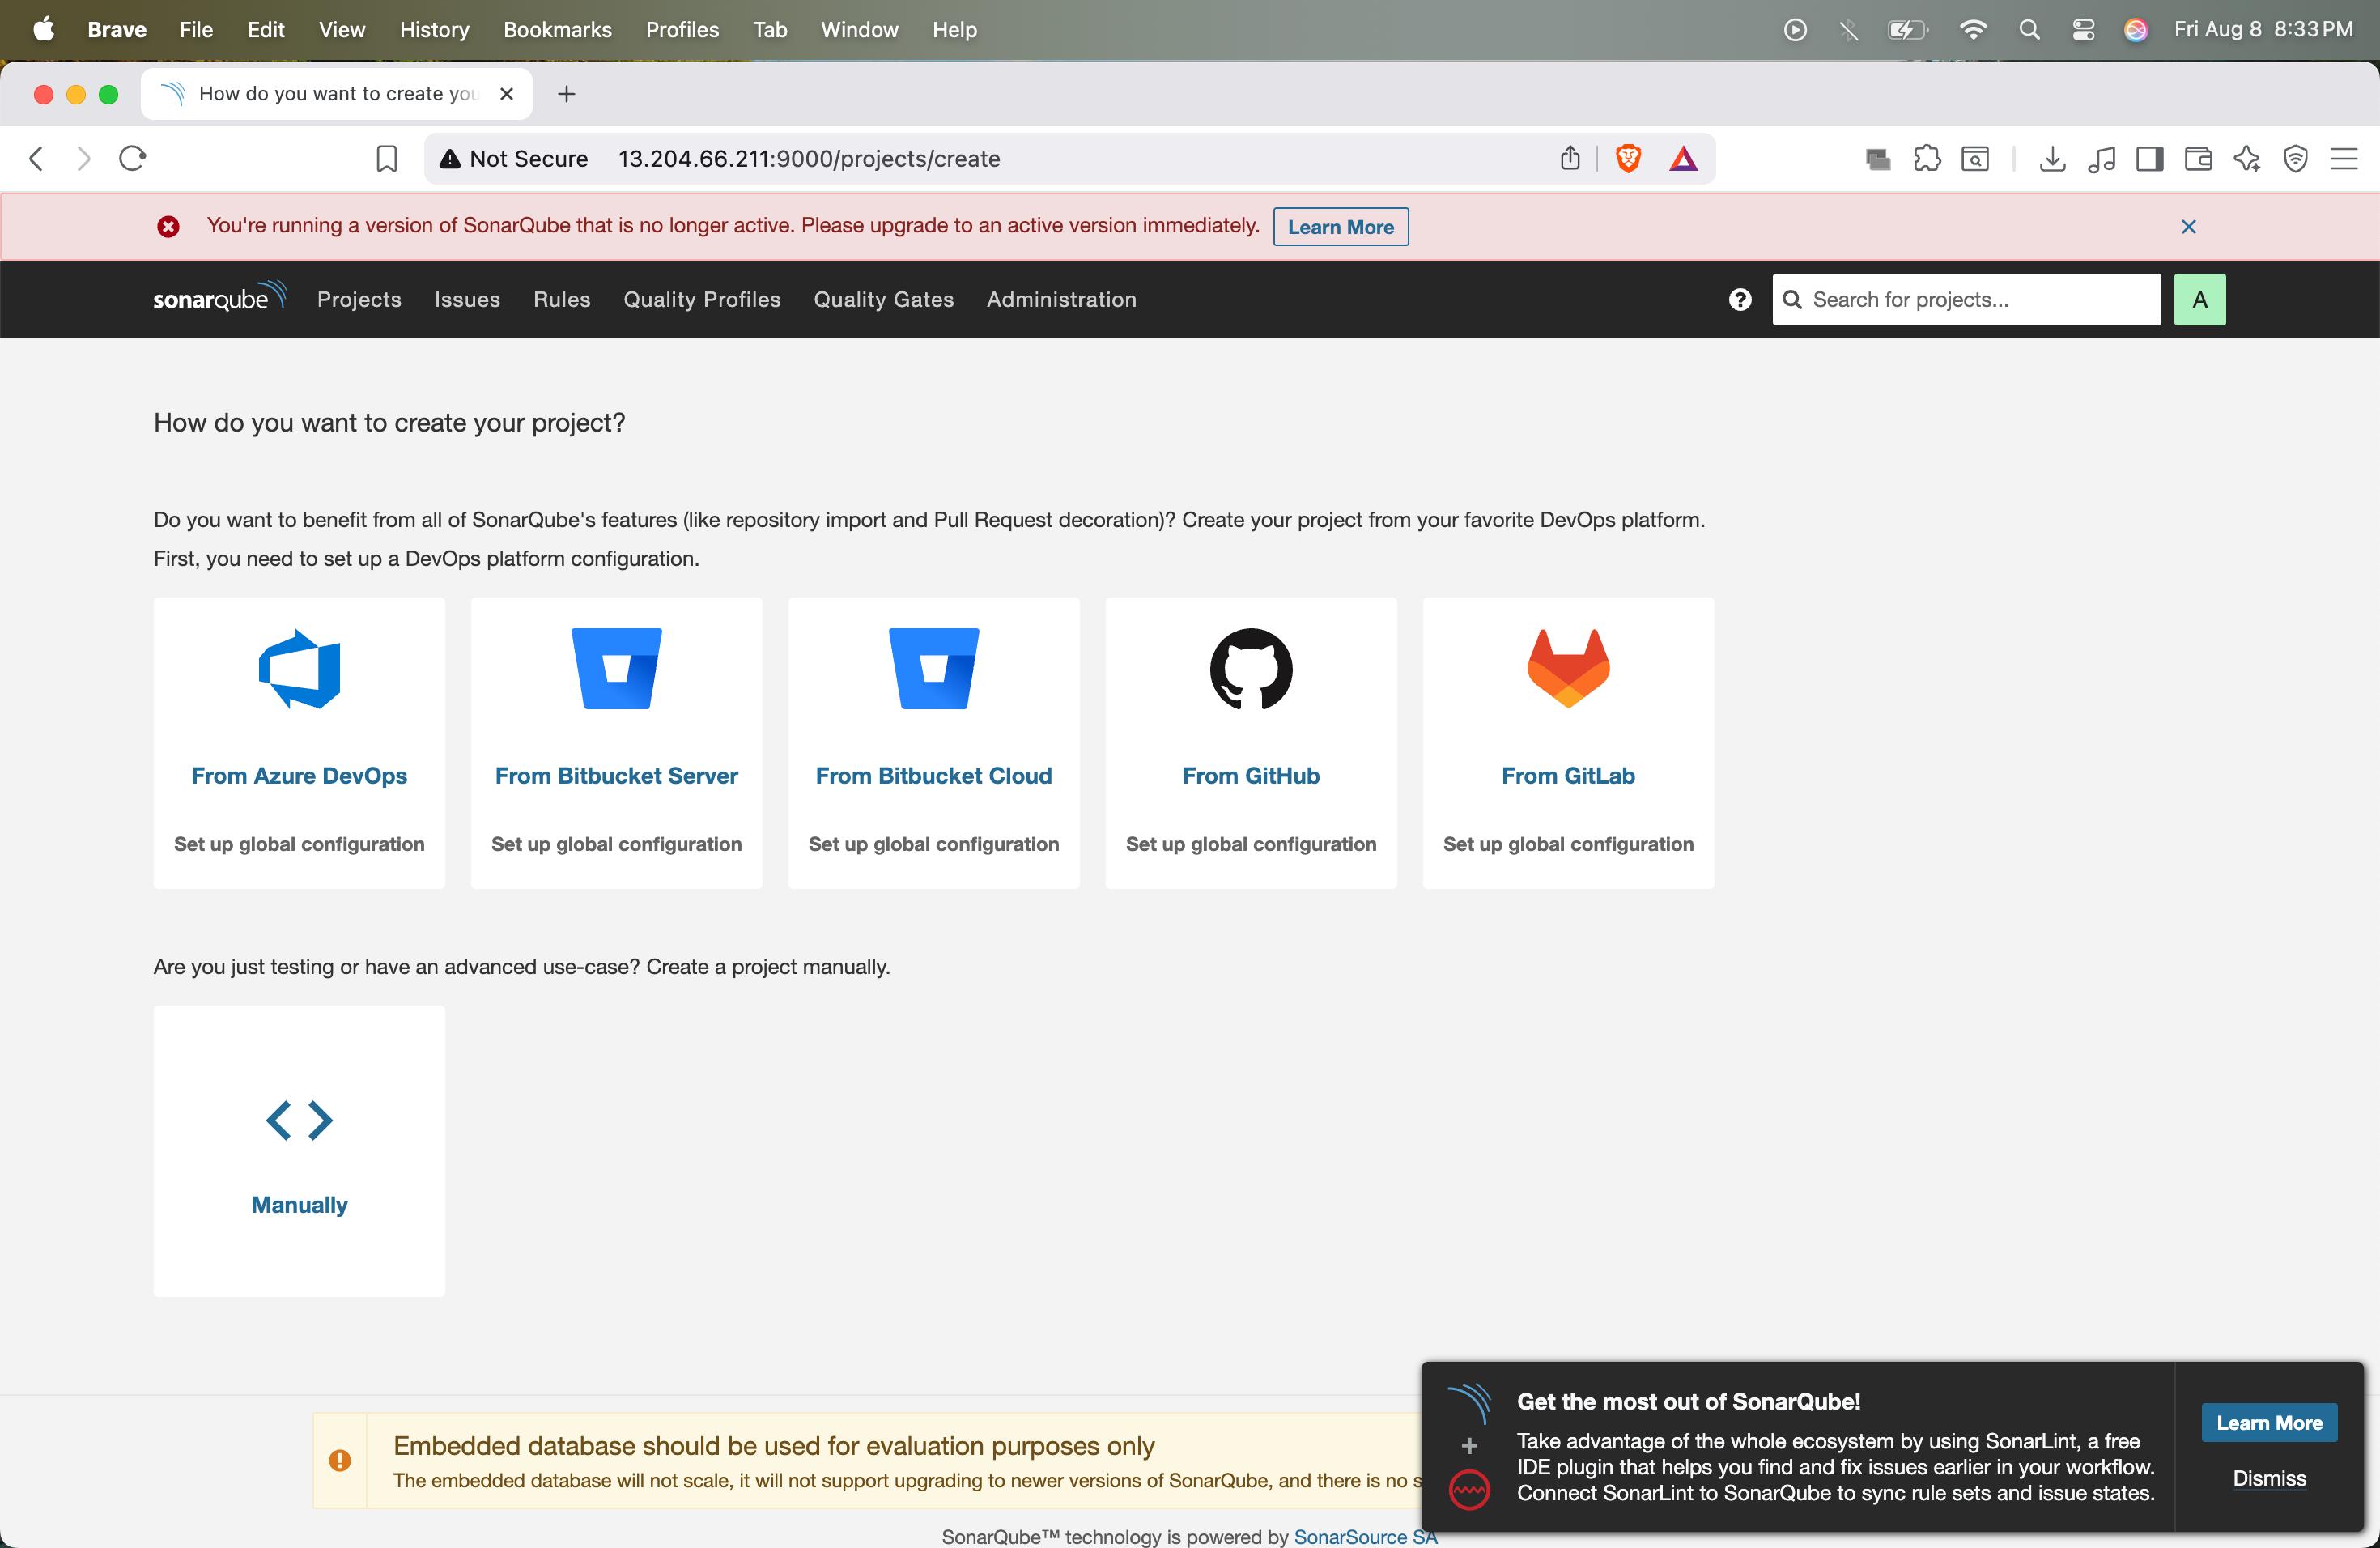 Brave File Edit View History Bookmarks Profiles Tab Window Help Fri Aug 8 8:33 PM
How do you want to create you
Not Secure 13.204.66.211:9000/projects/create
You're running a version of SonarQube that is no longer active. Please upgrade to an active version immediately. Learn More
sonarqube Projects Issues Rules Quality Profiles Quality Gates Administration Search for projects... A
How do you want to create your project?
Do you want to benefit from all of SonarQube's features (like repository import and Pull Request decoration)? Create your project from your favorite DevOps platform.
First, you need to set up a DevOps platform configuration.
From Azure DevOps From Bitbucket Server From Bitbucket Cloud From GitHub From GitLab
Set up global configuration Set up global configuration Set up global configuration Set up global configuration Set up global configuration
Are you just testing or have an advanced use-case? Create a project manually.
Manually
Embedded database should be used for evaluation purposes only
The embedded database will not scale, it will not support upgrading to newer versions of SonarQube, and there is no s
SonarQube™ technology is powered by SonarSource SA
Get the most out of SonarQube!
Take advantage of the whole ecosystem by using SonarLint, a free
IDE plugin that helps you find and fix issues earlier in your workflow.
Connect SonarLint to SonarQube to sync rule sets and issue states.
Learn More
Dismiss